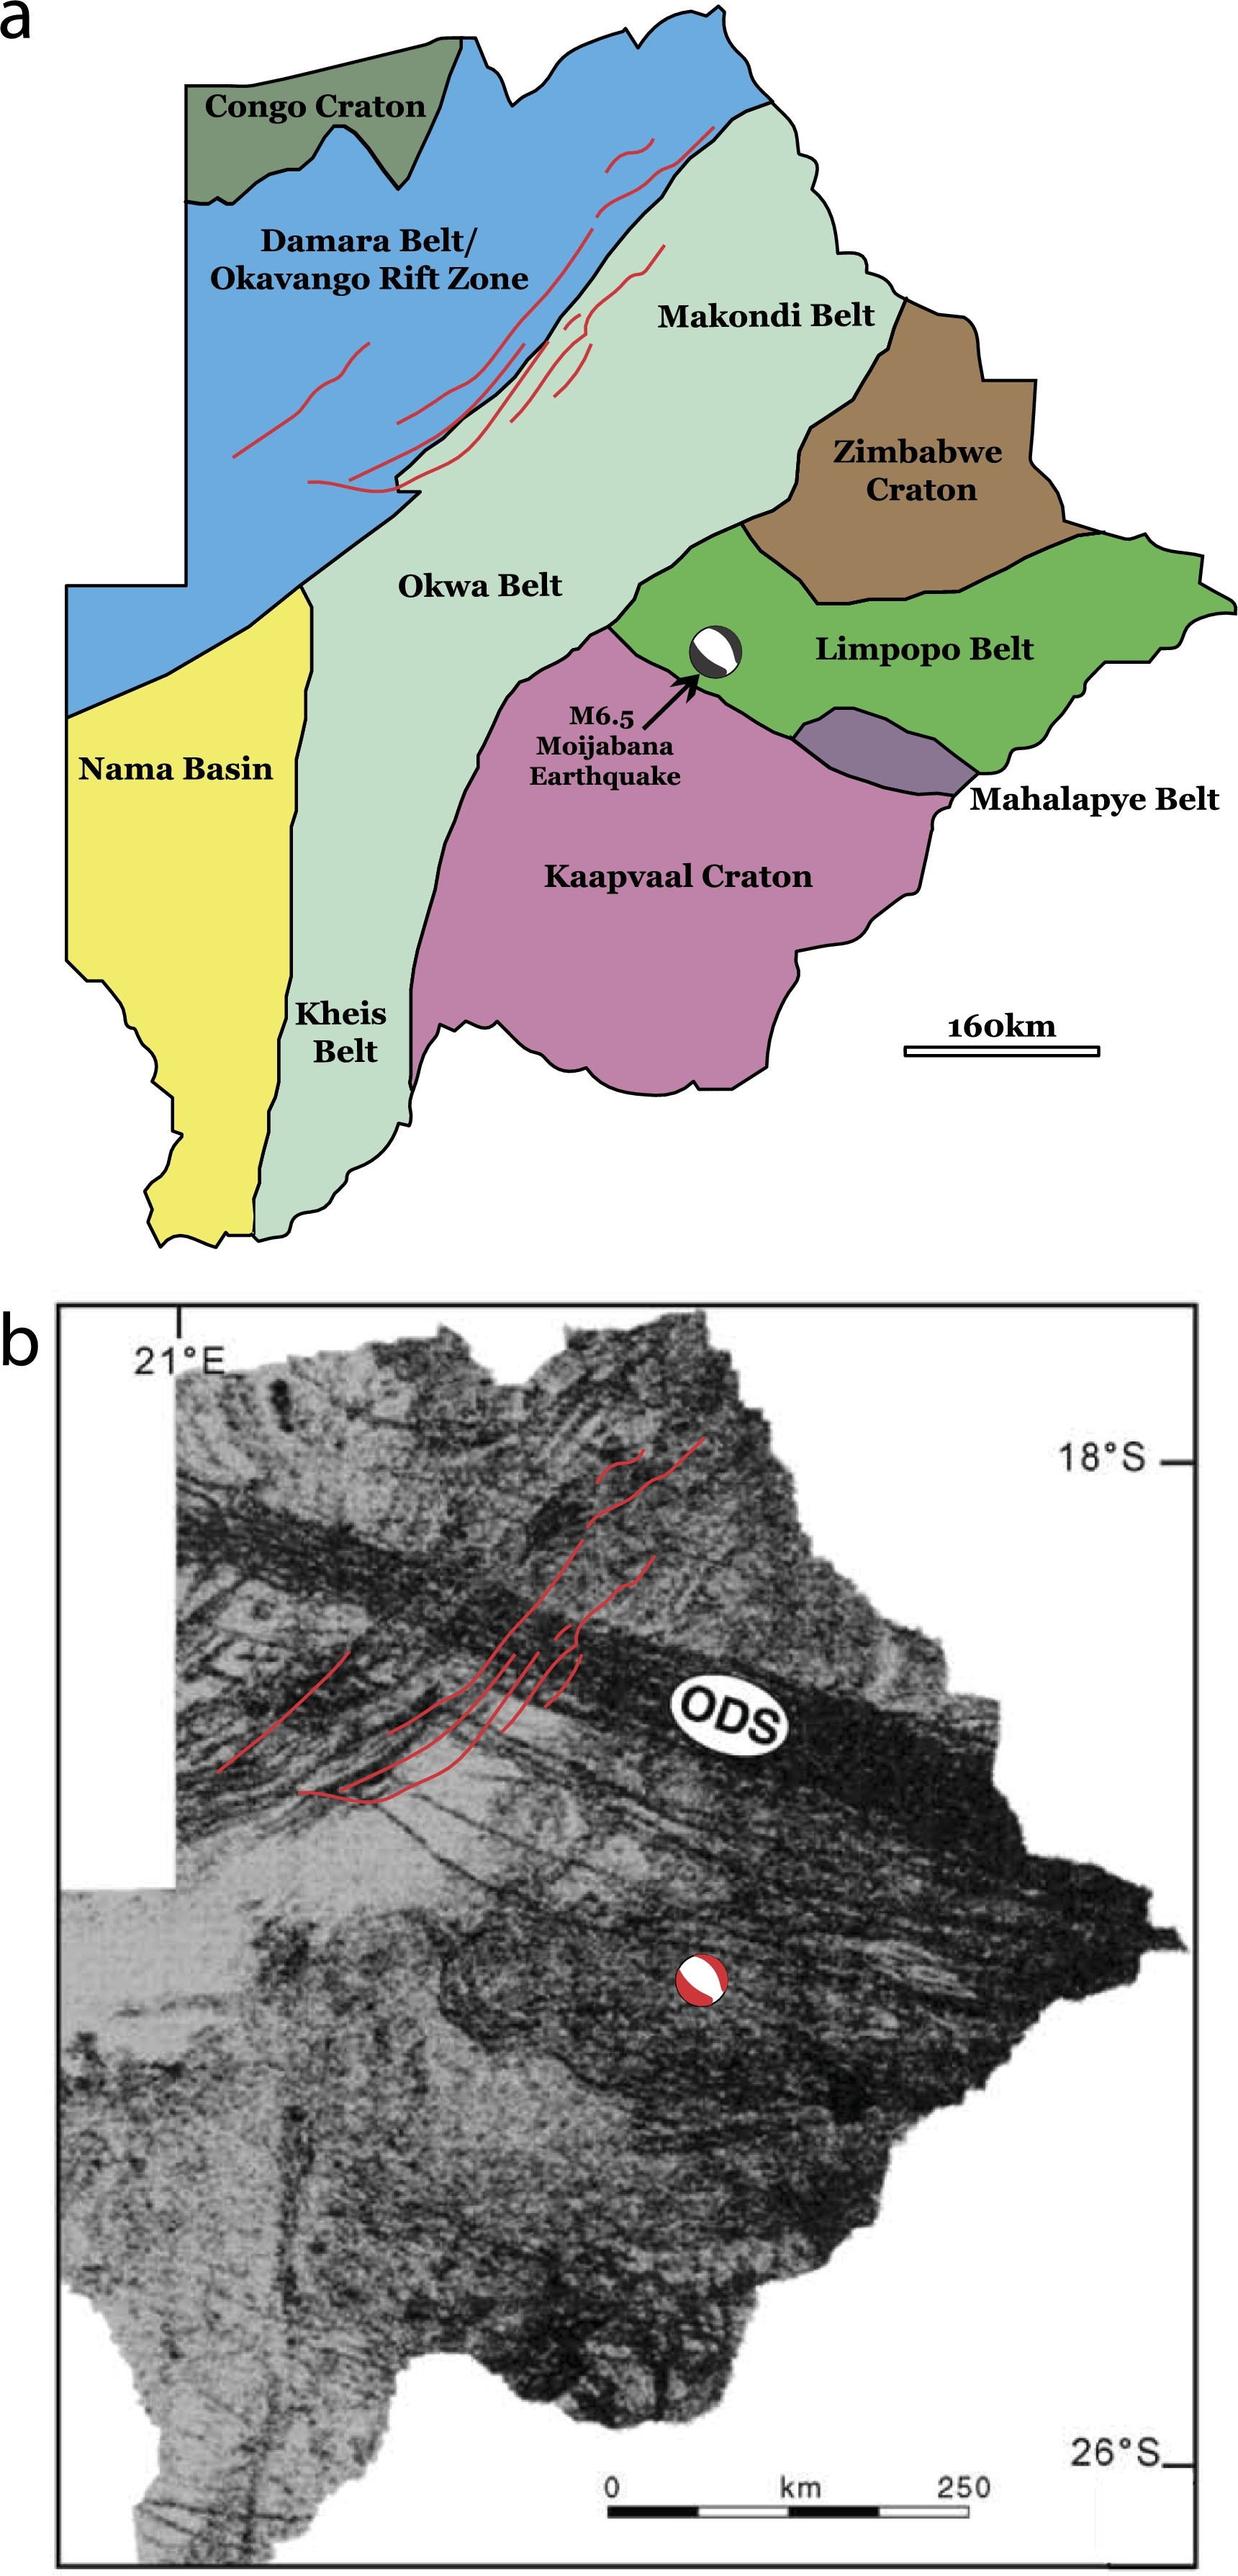 a
Congo Craton
Damara Belt/
Okavango Rift Zone
Makondi Belt
Zimbabwe
Craton
Okwa Belt
Limpopo Belt
M6.5
Moijabana
Earthquake
Nama Basin
Mahalapye Belt
Kaapvaal Craton
Kheis
Belt
160km
b
21°E
18°S
ODS
26°S
0 km 250